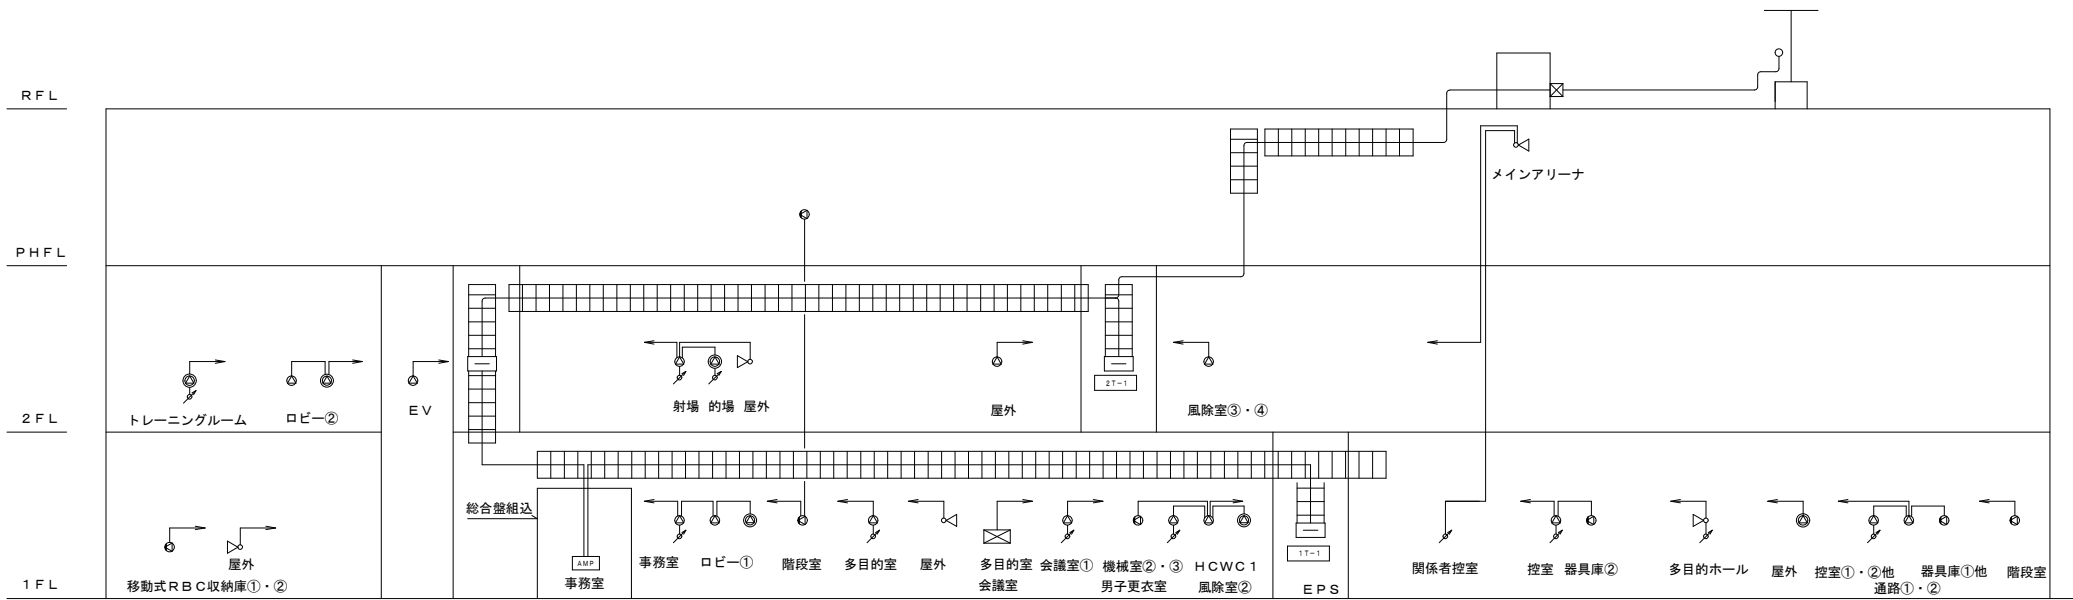 ＲＦＬ
メインアリーナ
ＰＨＦＬ
2T-1
トレーニングルーム
ロビー②
ＥＶ
射場
的場
屋外
屋外
風除室③・④
２ＦＬ
総合盤組込
AMP
事務室
1T-1
屋外
事務室
ロビー①
階段室
多目的室
屋外
多目的室
会議室
会議室①
機械室②・③
男子更衣室
ＨＣＷＣ１
風除室②
ＥＰＳ
関係者控室
控室
器具庫②
多目的ホール
屋外
控室①・②他
通路①・②
器具庫①他
階段室
１ＦＬ
移動式ＲＢＣ収納庫①・②